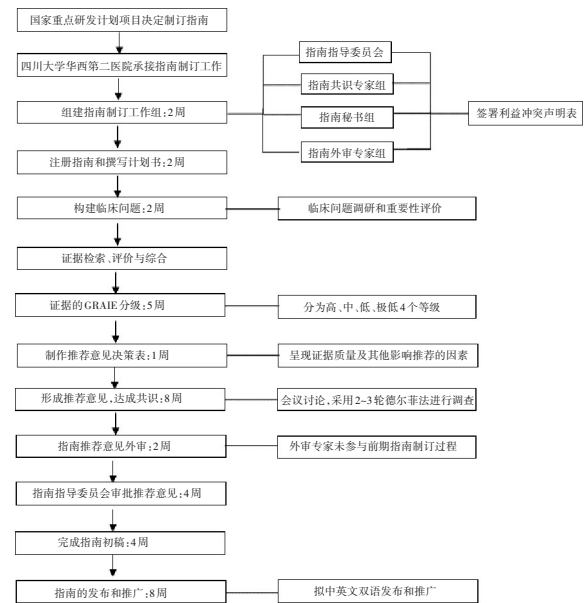 国家重点研发计划项目决定制订指南
四川大学华西第二医院承接指南制订工作
组建指南制订工作组:2周
指南指导委员会
指南共识专家组
指南秘书组
指南外审专家组
签署利益冲突声明表
注册指南和撰写计划书:2周
构建临床问题:2周
临床问题调研和重要性评价
证据检索、评价与综合
证据的GRAIE分级:5周
分为高、中、低、极低4个等级
制作推荐意见决策表:1周
呈现证据质量及其他影响推荐的因素
形成推荐意见,达成共识:8周
会议讨论,采用2~3轮德尔菲法进行调查
指南推荐意见外审:2周
外审专家未参与前期指南制订过程
指南指导委员会审批推荐意见:4周
完成指南初稿:4周
指南的发布和推广:8周
拟中英文双语发布和推广